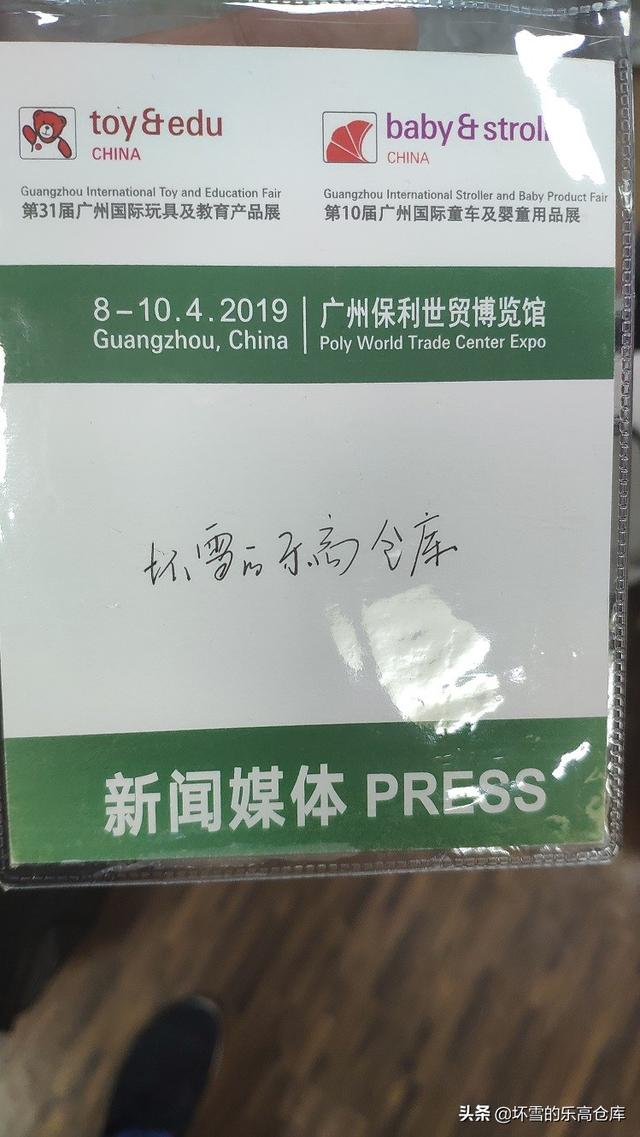 toy&edu
CHINA
Guangzhou International Toy and Education Fair
第31届广州国际玩具及教育产品展
baby&stroll
CHINA
Guangzhou International Stroller and Baby Product Fair
第10届广州国际童车及婴童用品展
8-10.4.2019
Guangzhou, China
广州保利世贸博览馆
Poly World Trade Center Expo
坏雪的乐高仓库
新闻媒体 PRESS
头条 @坏雪的乐高仓库